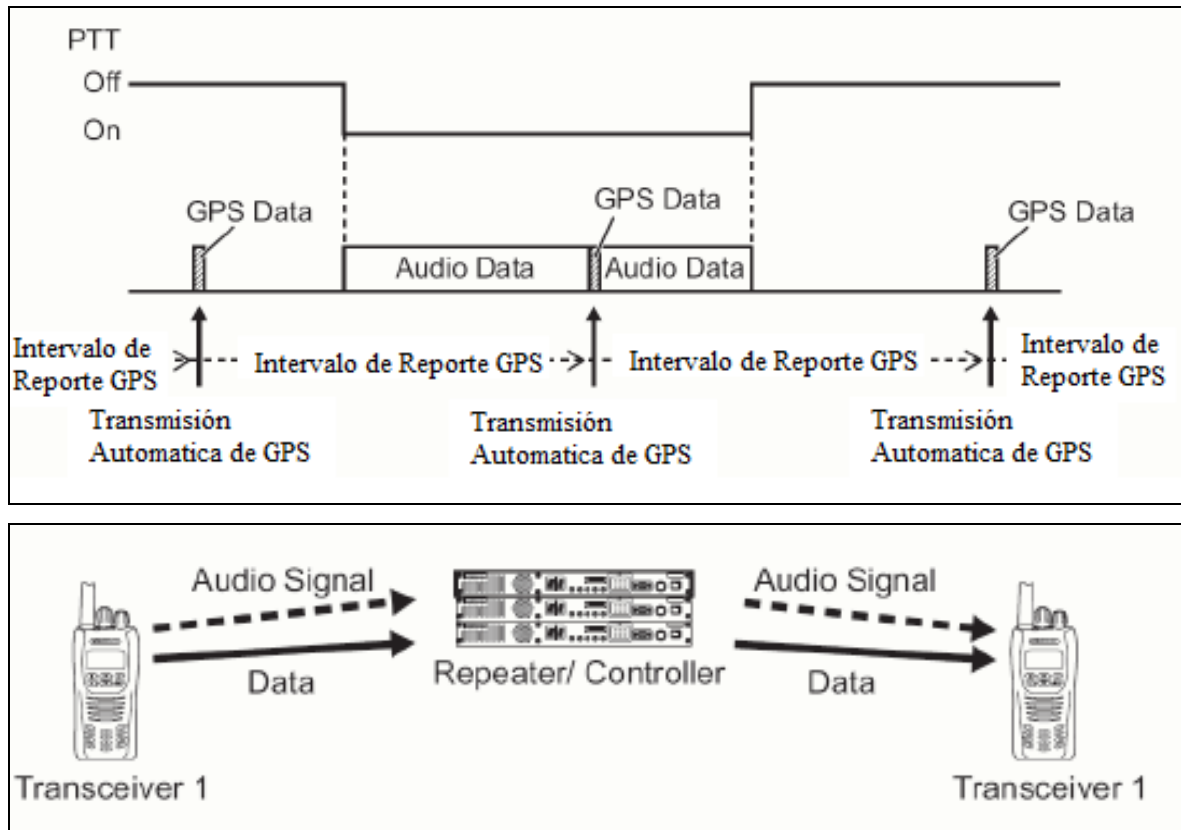 PTT
Off
On
GPS Data
GPS Data
GPS Data
Audio Data
Audio Data
Intervalo de
Reporte GPS
Intervalo de Reporte GPS
Intervalo de Reporte GPS
Intervalo de
Reporte GPS
Transmisión
Automatica de GPS
Transmisión
Automatica de GPS
Transmisión
Automatica de GPS
Audio Signal
Audio Signal
Data
Repeater/ Controller
Data
Transceiver 1
Transceiver 1